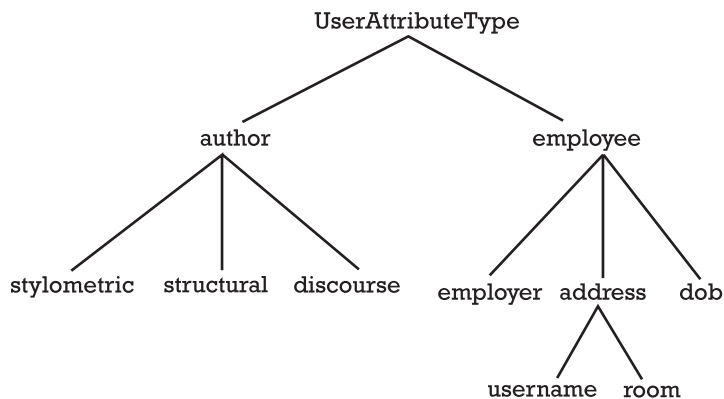 UserAttributeType
author employee
stylometric structural discourse
employer address dob
username room